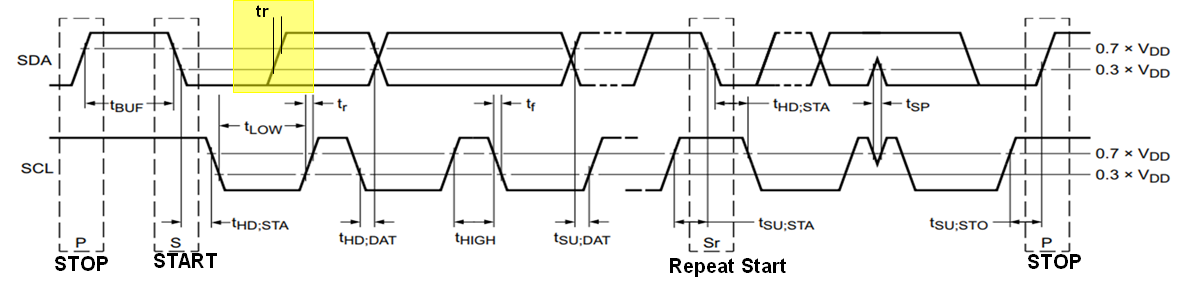 tr
SDA
0.7 × VDD
0.3 × VDD
tBUF
tLOW
tr
tf
tHD;STA
tSP
SCL
0.7 × VDD
0.3 × VDD
tHD;STA
tHD;DAT
tHIGH
tSU;DAT
tSU;STA
tSU;STO
P
S
Sr
P
STOP
START
Repeat Start
STOP